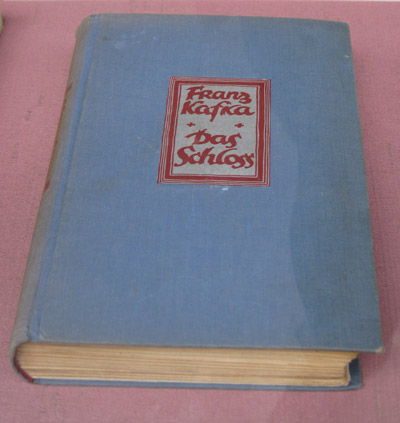 Franz
Kafka
Das
Schloss